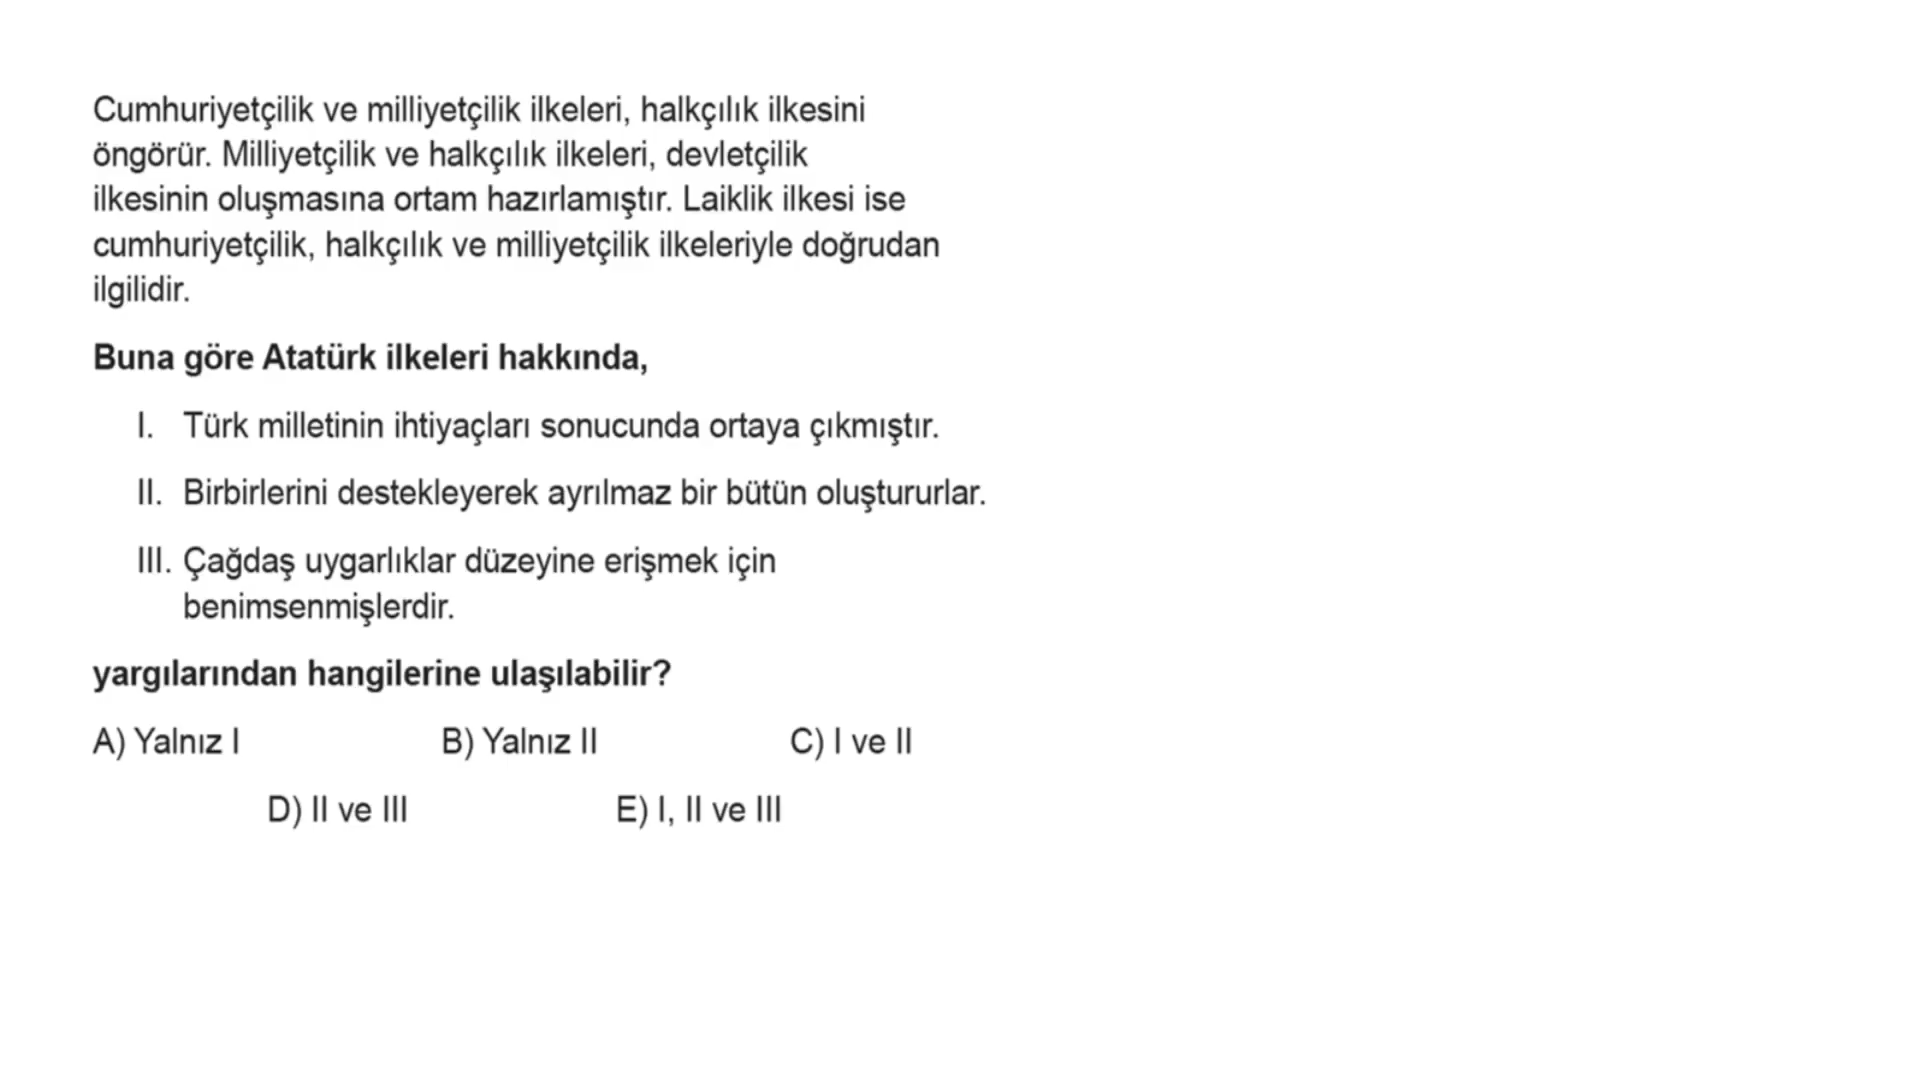 Cumhuriyetçilik ve milliyetçilik ilkeleri, halkçılık ilkesini
öngörür. Milliyetçilik ve halkçılık ilkeleri, devletçilik
ilkesinin oluşmasına ortam hazırlamıştır. Laiklik ilkesi ise
cumhuriyetçilik, halkçılık ve milliyetçilik ilkeleriyle doğrudan
ilgilidir.
Buna göre Atatürk ilkeleri hakkında,
I. Türk milletinin ihtiyaçları sonucunda ortaya çıkmıştır.
II. Birbirlerini destekleyerek ayrılmaz bir bütün oluştururlar.
III. Çağdaş uygarlıklar düzeyine erişmek için
benimsenmişlerdir.
yargılarından hangilerine ulaşılabilir?
A) Yalnız I B) Yalnız II C) I ve II
D) II ve III E) I, II ve III